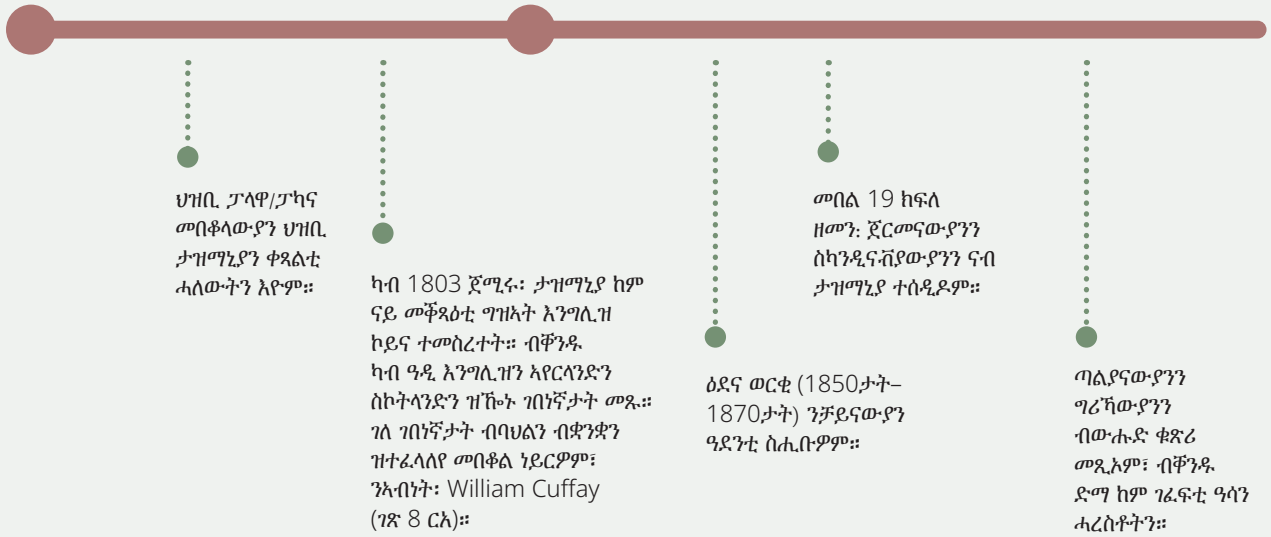 ህዝቢ ፓላዋ/ፓካና
መበቆላውያን ህዝቢ
ታዝማኒያን ቀጻልቲ
ሓለውትን እዮም።
ካብ 1803 ጀሚሩ፡ ታዝማኒያ ከም
ናይ መቕጻዕቲ ግዝኣት እንግሊዝ
ኮይና ተመስረተት። ብቐንዱ
ካብ ዓዲ እንግሊዝን ኣየርላንድን
ስኮትላንድን ዝኾኑ ገበነኛታት መጹ።
ገለ ገበነኛታት ብባህልን ብቋንቋን
ዝተፈላለየ መበቆል ነይርዎም፣
ንኣብነት፡ William Cuffay
(ገጽ 8 ርአ)።
ዕደና ወርቂ (1850ታት–
1870ታት) ንቻይናውያን
ዓደንቲ ስሒቡዎም።
መበል 19 ክፍለ
ዘመን፡ ጀርመናውያንን
ስካንዲናቭያውያንን ናብ
ታዝማኒያ ተሰዲዶም።
ጣልያናውያንን
ግሪኻውያንን
ብውሑድ ቁጽሪ
መጺኦም፣ ብቐንዱ
ድማ ከም ገፈፍቲ ዓሳን
ሓረስቶትን።